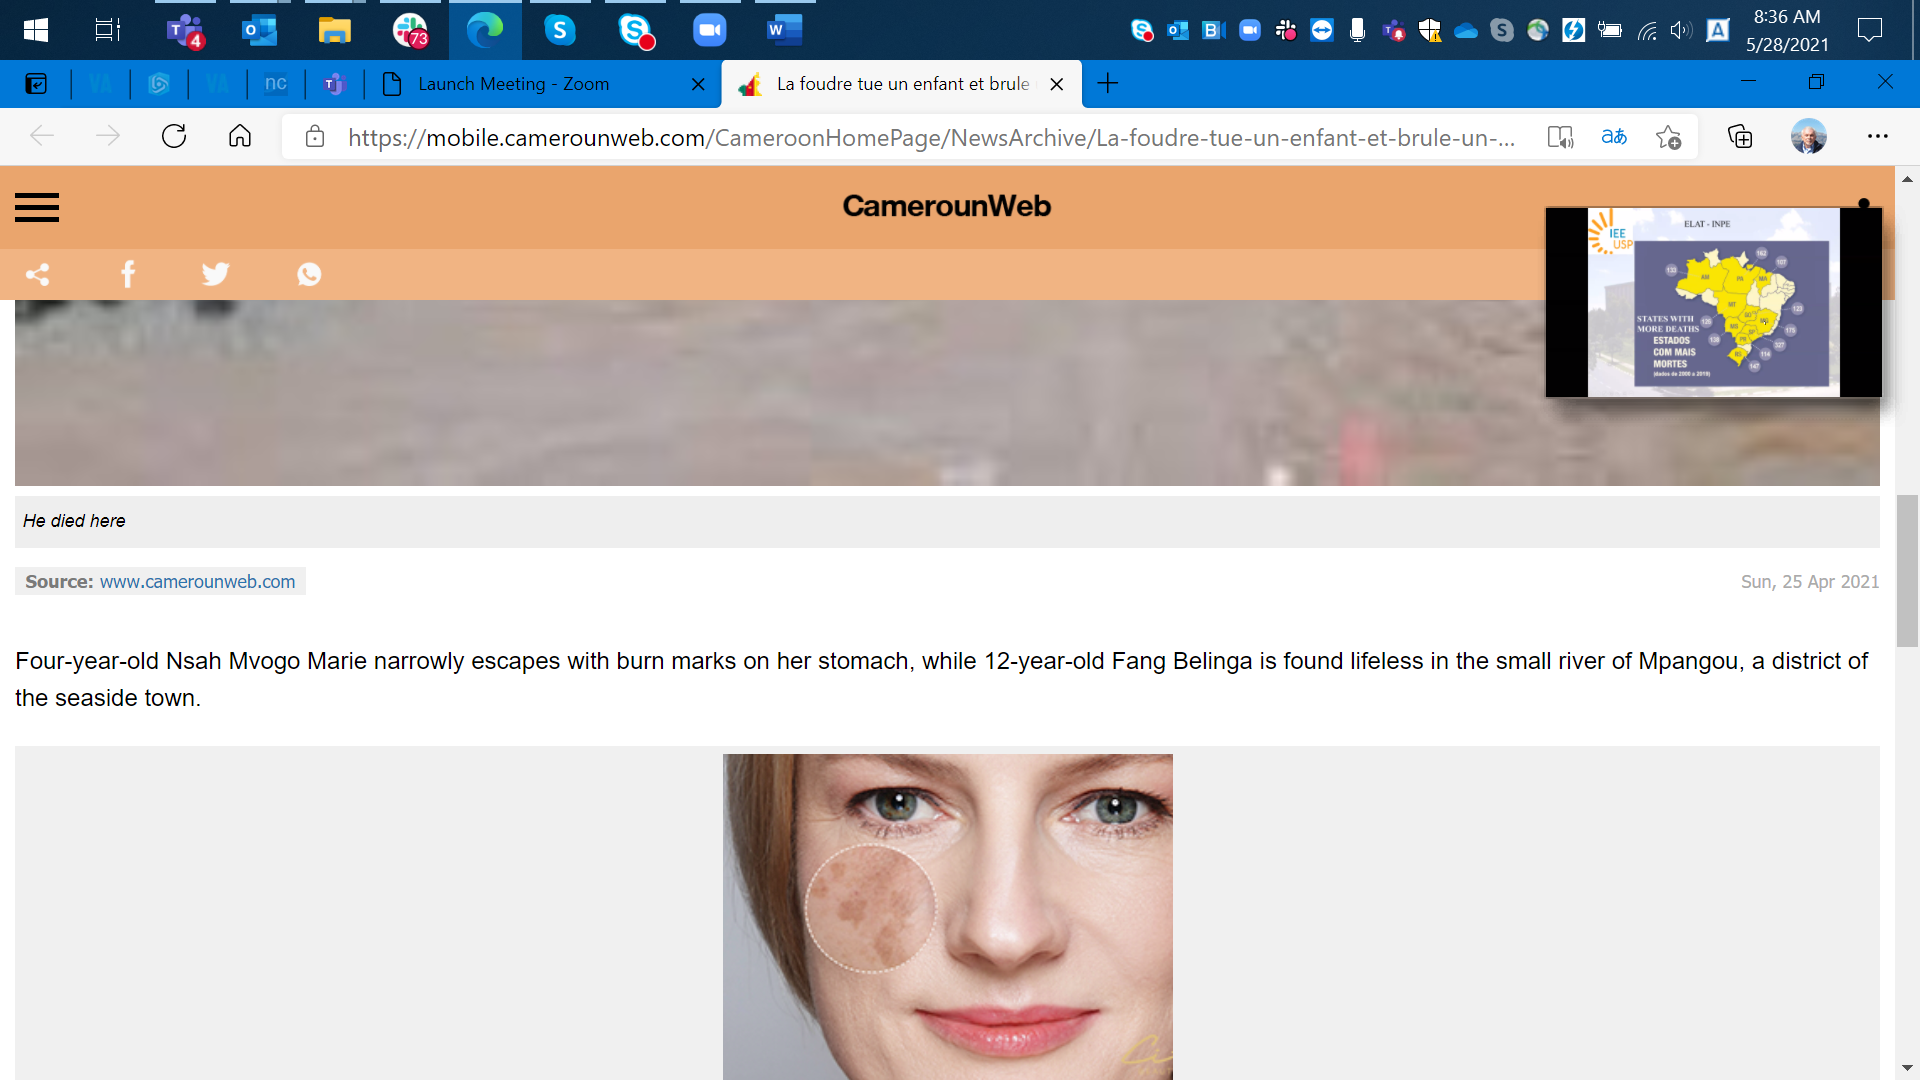 8:36 AM
5/28/2021
4
73
Launch Meeting - Zoom
La foudre tue un enfant et brule
https://mobile.camerounweb.com/CameroonHomePage/NewsArchive/La-foudre-tue-un-enfant-et-brule-un-...
CamerounWeb
IEE
USP
ELAT - INPE
STATES WITH
MORE DEATHS
ESTADOS
COM MAIS
MORTES
He died here
Source: www.camerounweb.com
Sun, 25 Apr 2021
Four-year-old Nsah Mvogo Marie narrowly escapes with burn marks on her stomach, while 12-year-old Fang Belinga is found lifeless in the small river of Mpangou, a district of
the seaside town.